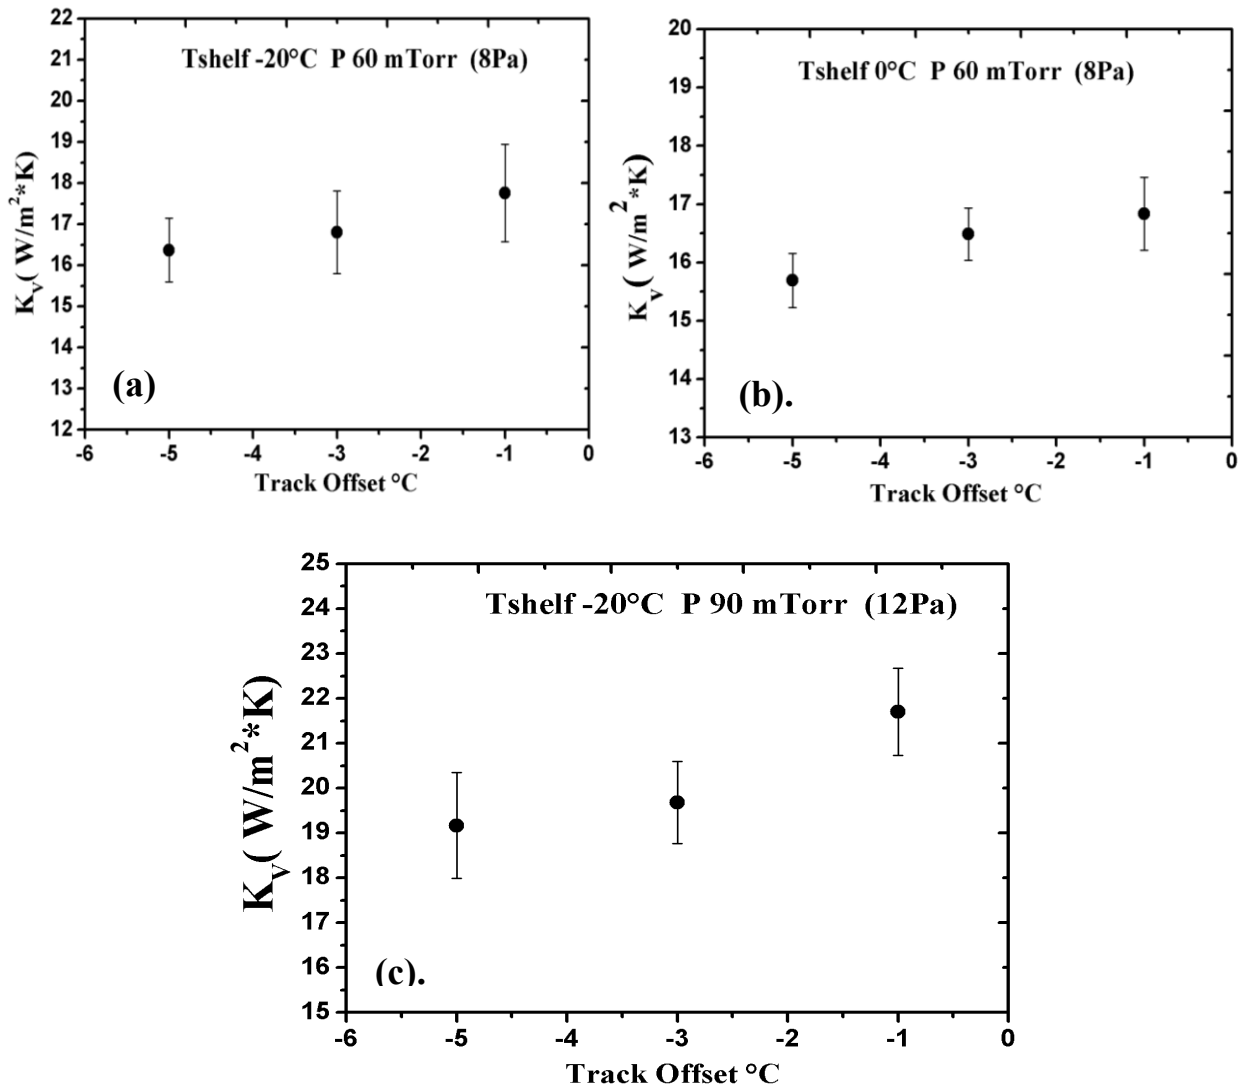 Tshelf -20°C P 60 mTorr (8Pa)
22
21
20
19
18
17
16
15
14
13
12
Kv( W/m2*K)
(a)
-6 -5 -4 -3 -2 -1 0
Track Offset °C
Tshelf 0°C P 60 mTorr (8Pa)
20
19
18
17
16
15
14
13
Kv( W/m2*K)
(b).
-6 -5 -4 -3 -2 -1 0
Track Offset °C
Tshelf -20°C P 90 mTorr (12Pa)
25
24
23
22
21
20
19
18
17
16
15
Kv( W/m2*K)
(c).
-6 -5 -4 -3 -2 -1 0
Track Offset °C